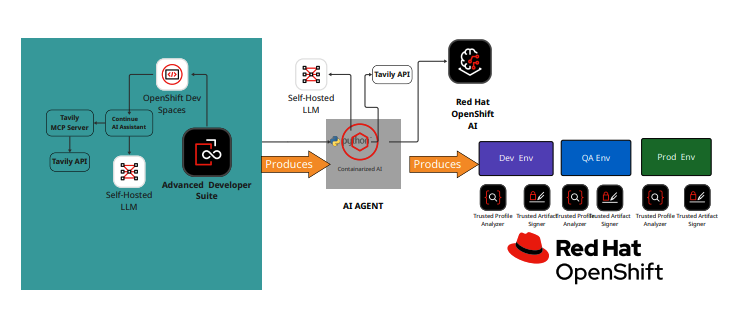 OpenShift Dev
Spaces
Tavily
MCP Server
Continue
AI Assistant
Tavily API
Self-Hosted
LLM
Advanced Developer
Suite
Produces
Self-Hosted
LLM
Tavily API
python
Containarized AI
AI AGENT
Red Hat
OpenShift
AI
Produces
Dev Env
QA Env
Prod Env
Trusted Profile
Analyzer
Trusted Artifact
Signer
Trusted Profile
Analyzer
Trusted Artifact
Signer
Trusted Profile
Analyzer
Trusted Artifact
Signer
Red Hat
OpenShift